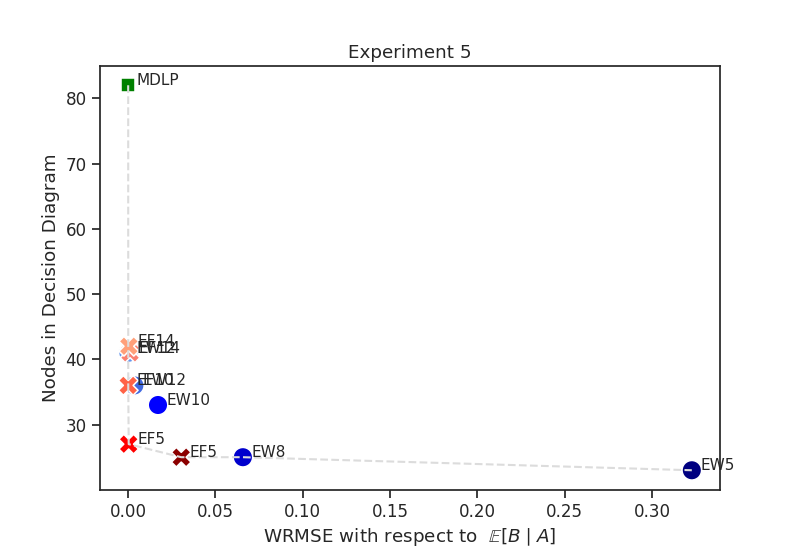 Experiment 5
Nodes in Decision Diagram
80
70
60
50
40
30
MDLP
EF14
EF12
EW14
EF10
EW12
EW10
EF5
EF5
EW8
EW5
0.00 0.05 0.10 0.15 0.20 0.25 0.30
WRMSE with respect to 𝔼[B | A]